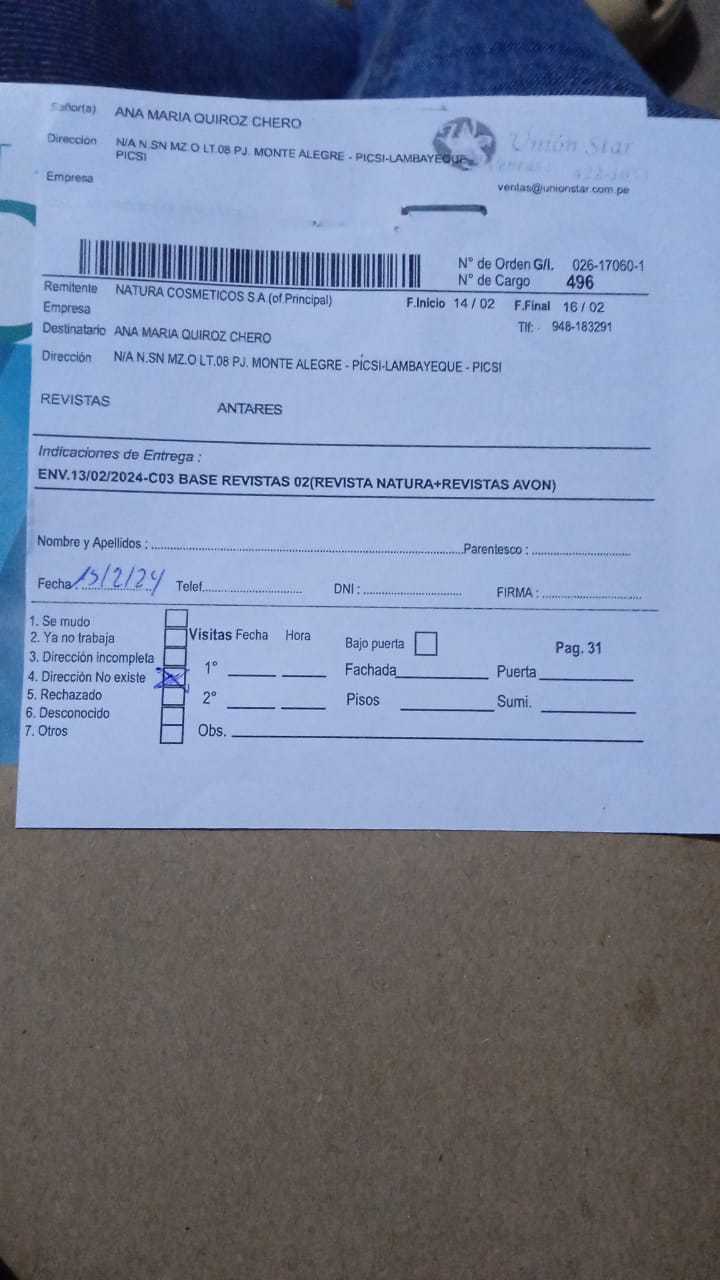 Señor(a) ANA MARIA QUIROZ CHERO
Dirección N/A N.SN MZ.O LT.08 PJ. MONTE ALEGRE - PICSI-LAMBAYEQUE-
PICSI
Empresa
Unión Star
ventas@unionstar.com.pe
N° de Orden G/I. 026-17060-1
N° de Cargo 496
Remitente NATURA COSMETICOS S.A.(of.Principal)
F.Inicio 14 / 02 F.Final 16 / 02
Empresa
Tlf: - 948-183291
Destinatario ANA MARIA QUIROZ CHERO
Dirección N/A N.SN MZ.O LT.08 PJ. MONTE ALEGRE - PICSI-LAMBAYEQUE - PICSI
REVISTAS ANTARES
Indicaciones de Entrega :
ENV.13/02/2024-C03 BASE REVISTAS 02(REVISTA NATURA+REVISTAS AVON)
Nombre y Apellidos : Parentesco :
Fecha 15/2/24 Telef. DNI : FIRMA :
1. Se mudo
2. Ya no trabaja
3. Dirección incompleta
4. Dirección No existe
5. Rechazado
6. Desconocido
7. Otros
Visitas Fecha Hora
1°
2°
Obs.
Bajo puerta
Pag. 31
Fachada Puerta
Pisos Sumi.